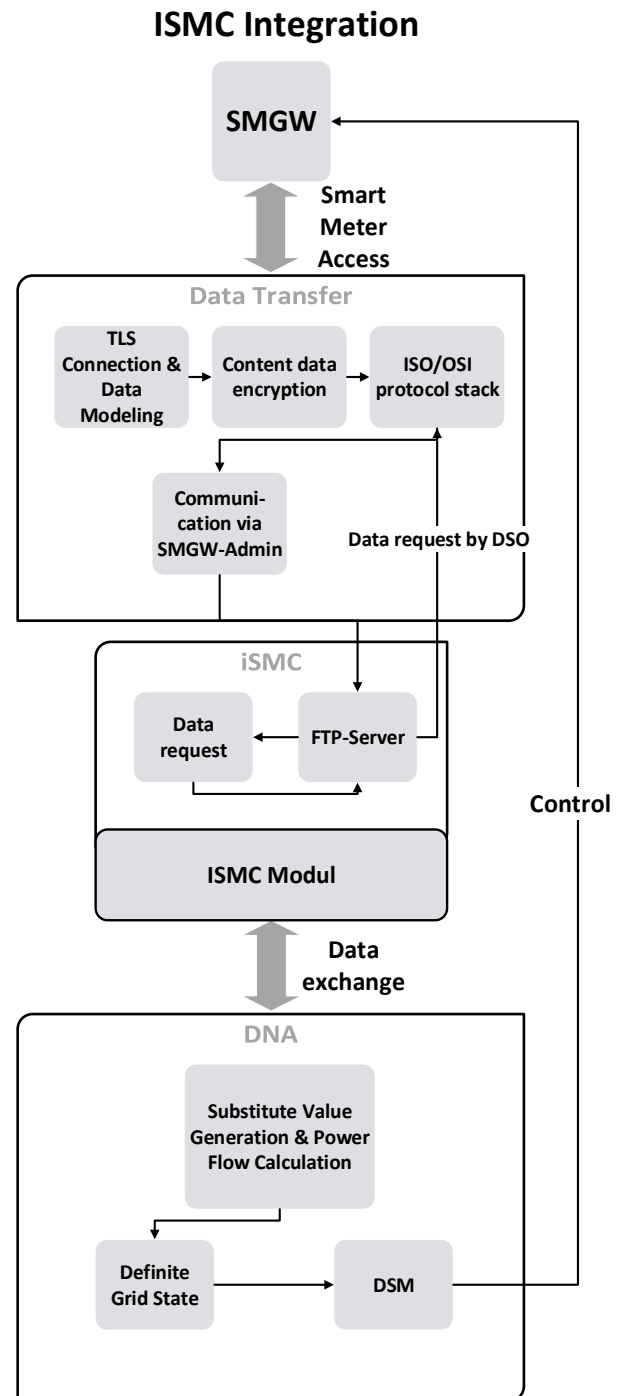 ISMC Integration
SMGW
Smart
Meter
Access
Data Transfer
TLS
Connection &
Data
Modeling
Content data
encryption
ISO/OSI
protocol stack
Communi-
cation via
SMGW-Admin
Data request by DSO
iSMC
Data
request
FTP-Server
Control
ISMC Modul
Data
exchange
DNA
Substitute Value
Generation & Power
Flow Calculation
Definite
Grid State
DSM